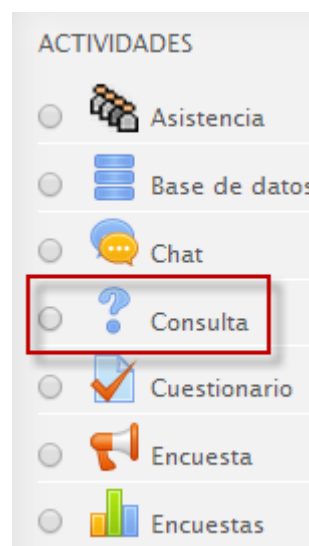 ACTIVIDADES
Asistencia
Base de datos
Chat
Consulta
Cuestionario
Encuesta
Encuestas